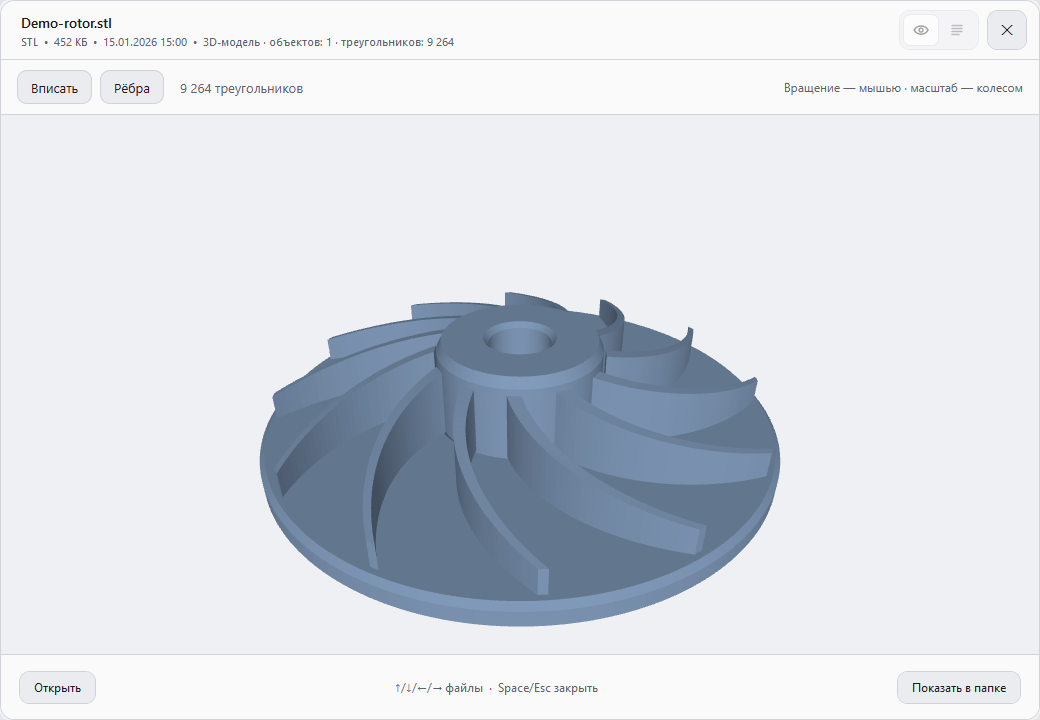 Demo-rotor.stl
STL • 452 КБ • 15.01.2026 15:00 • 3D-модель · объектов: 1 · треугольников: 9 264
Вписать
Рёбра
9 264 треугольников
Вращение — мышью · масштаб — колесом
Открыть
↑/↓/←/→ файлы · Space/Esc закрыть
Показать в папке